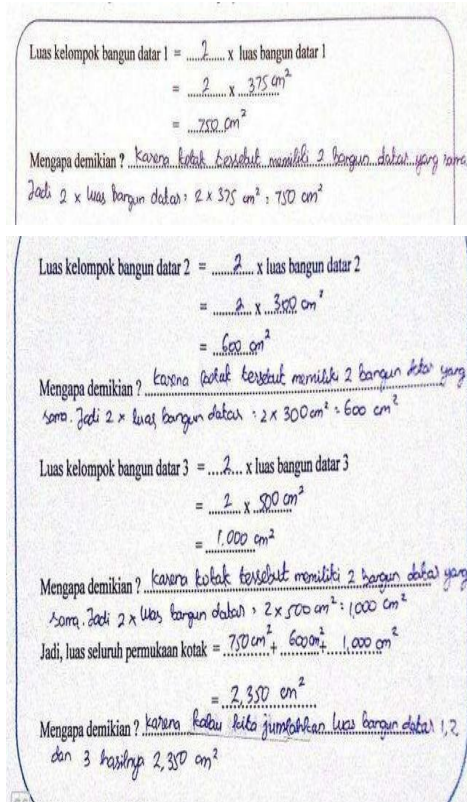 Luas kelompok bangun datar 1 = ....2.... x luas bangun datar 1
= ....2.... x ..375 cm²
= ....750 cm²
Mengapa demikian ? Karena kotak tersebut memiliki 2 bangun datar yang sama
Jadi 2 x luas bangun datar = 2 x 375 cm² = 750 cm²
Luas kelompok bangun datar 2 = ....2.... x luas bangun datar 2
= ....2.... x ..300 cm²
= ..600 cm²
Mengapa demikian ? karena kotak tersebut memiliki 2 bangun datar yang
sama. Jadi 2 x luas bangun datar = 2 x 300 cm² = 600 cm²
Luas kelompok bangun datar 3 = ....2.... x luas bangun datar 3
= ....2.... x ..500 cm²
= 1.000 cm²
Mengapa demikian ? karena kotak tersebut memiliki 2 bangun datar yang
sama. Jadi 2 x luas bangun datar = 2 x 500 cm² = 1,000 cm²
Jadi, luas seluruh permukaan kotak = 750 cm² + 600 cm² + 1,000 cm²
= 2,350 cm²
Mengapa demikian ? Karena kalau kita jumlahkan luas bangun datar 1,2
dan 3 hasilnya 2,350 cm²